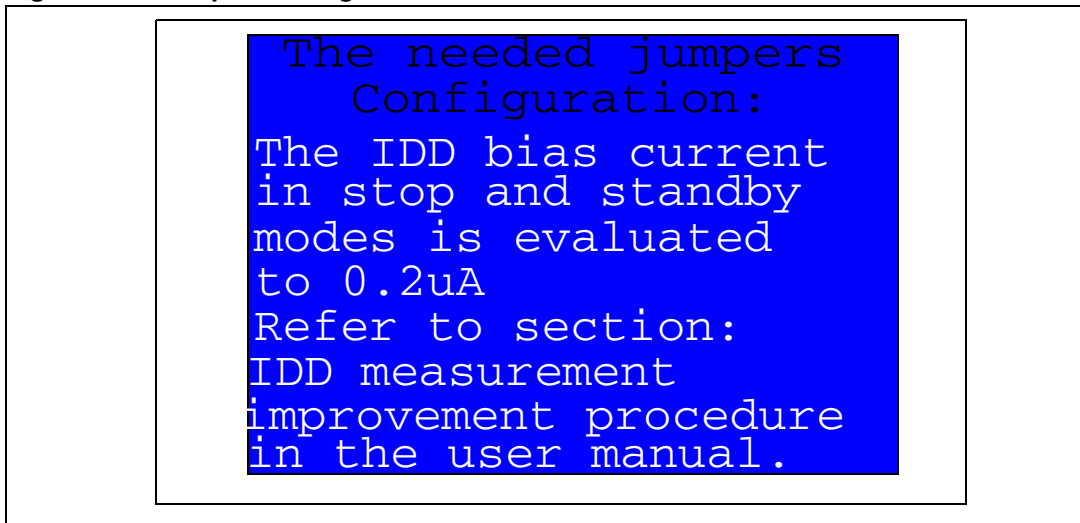 The needed jumpers
Configuration:
The IDD bias current
in stop and standby
modes is evaluated
to 0.2uA
Refer to section:
IDD measurement
improvement procedure
in the user manual.